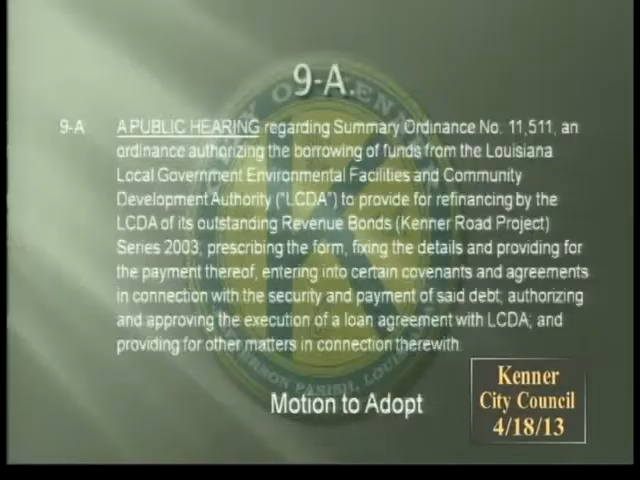 9-A.
9-A A PUBLIC HEARING regarding Summary Ordinance No. 11,511, an
ordinance authorizing the borrowing of funds from the Louisiana
Local Government Environmental Facilities and Community
Development Authority ("LCDA") to provide for refinancing by the
LCDA of its outstanding Revenue Bonds (Kenner Road Project)
Series 2003; prescribing the form, fixing the details and providing for
the payment thereof; entering into certain covenants and agreements
in connection with the security and payment of said debt; authorizing
and approving the execution of a loan agreement with LCDA; and
providing for other matters in connection therewith.
Motion to Adopt
Kenner
City Council
4/18/13